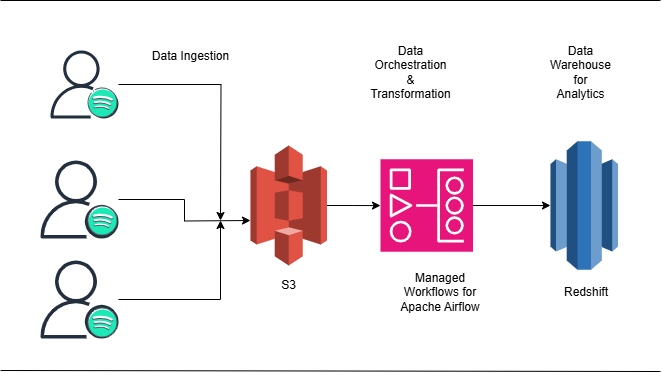 Data Ingestion
Data
Orchestration
&
Transformation
Data
Warehouse
for
Analytics
S3
Managed
Workflows for
Apache Airflow
Redshift